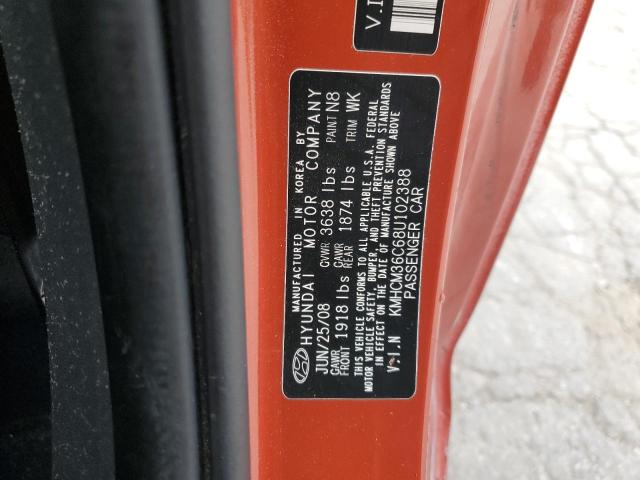 MANUFACTURED IN KOREA BY
HYUNDAI MOTOR COMPANY
JUN/25/08 GVWR 3638 lbs PAINT N8
GAWR FRONT 1918 lbs GAWR REAR 1874 lbs TRIM WK
THIS VEHICLE CONFORMS TO ALL APPLICABLE U.S.A. FEDERAL
MOTOR VEHICLE SAFETY, BUMPER, AND THEFT PREVENTION STANDARDS
IN EFFECT ON THE DATE OF MANUFACTURE SHOWN ABOVE
V.I.N KMHCM36C68U102388
PASSENGER CAR
V.I